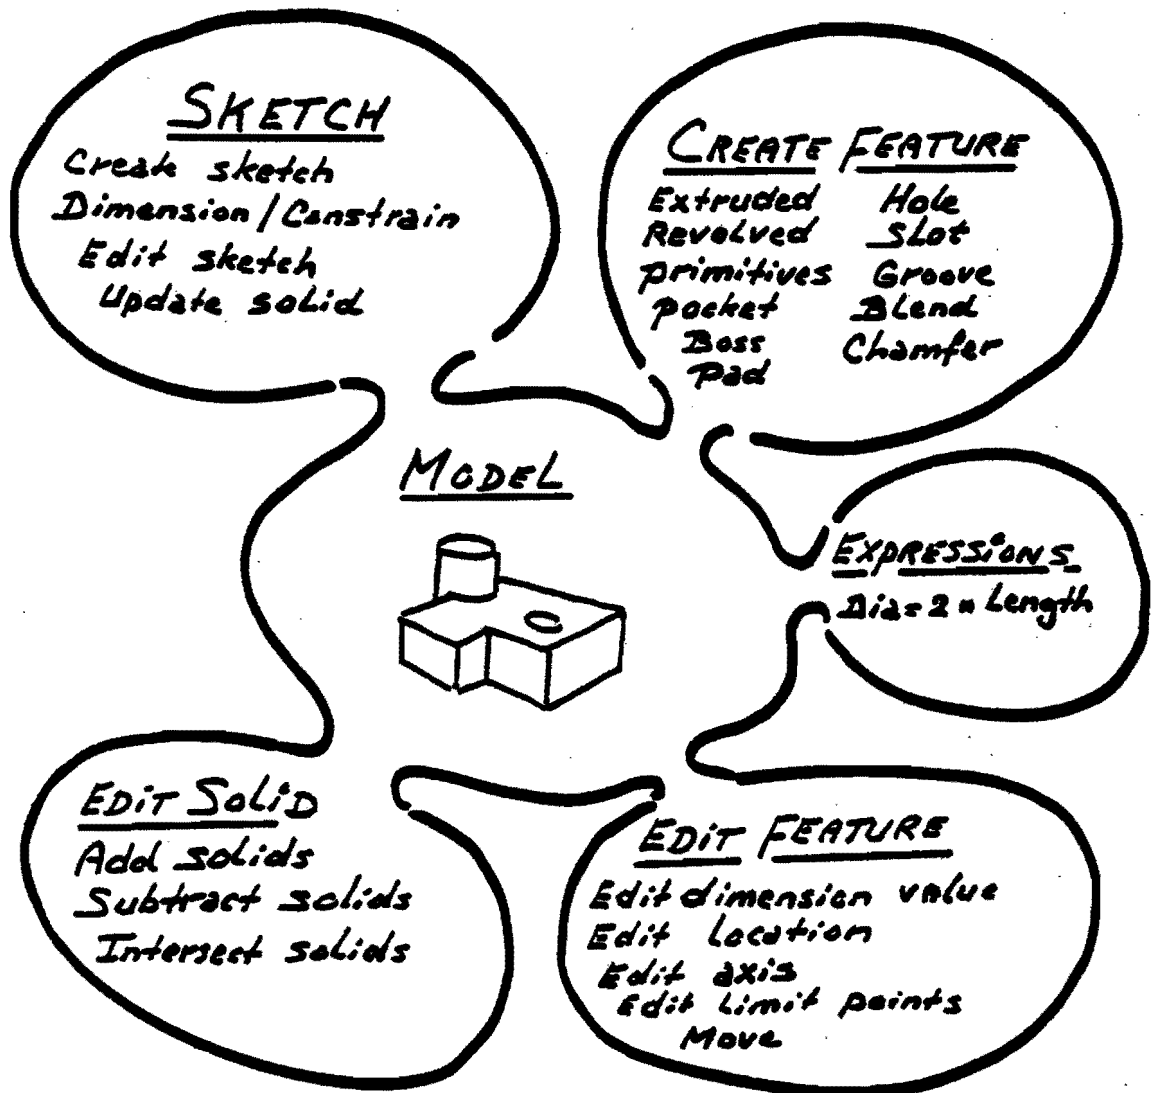 SKETCH
Create sketch
Dimension/Constrain
Edit sketch
Update solid
CREATE FEATURE
Extruded Hole
Revolved Slot
primitives Groove
Pocket Blend
Boss Chamfer
Pad
MODEL
EXPRESSIONS
Dia = 2 * Length
EDIT SOLID
Add solids
Subtract solids
Intersect solids
EDIT FEATURE
Edit dimension value
Edit location
Edit axis
Edit limit points
Move